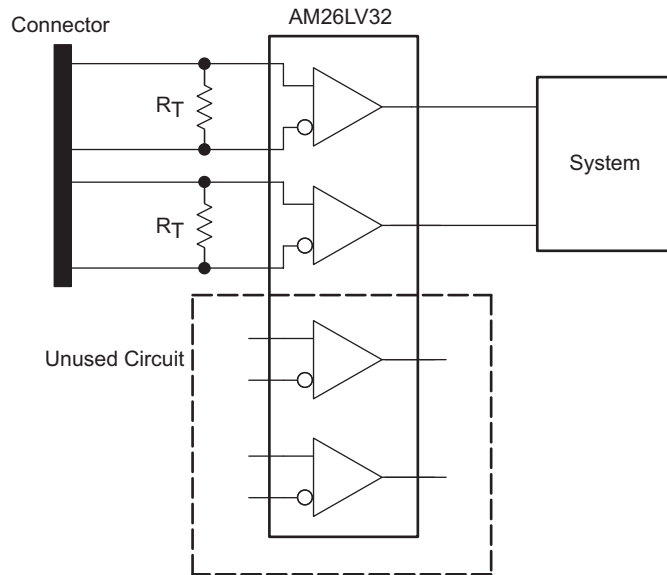 Connector
AM26LV32
RT
System
RT
Unused Circuit